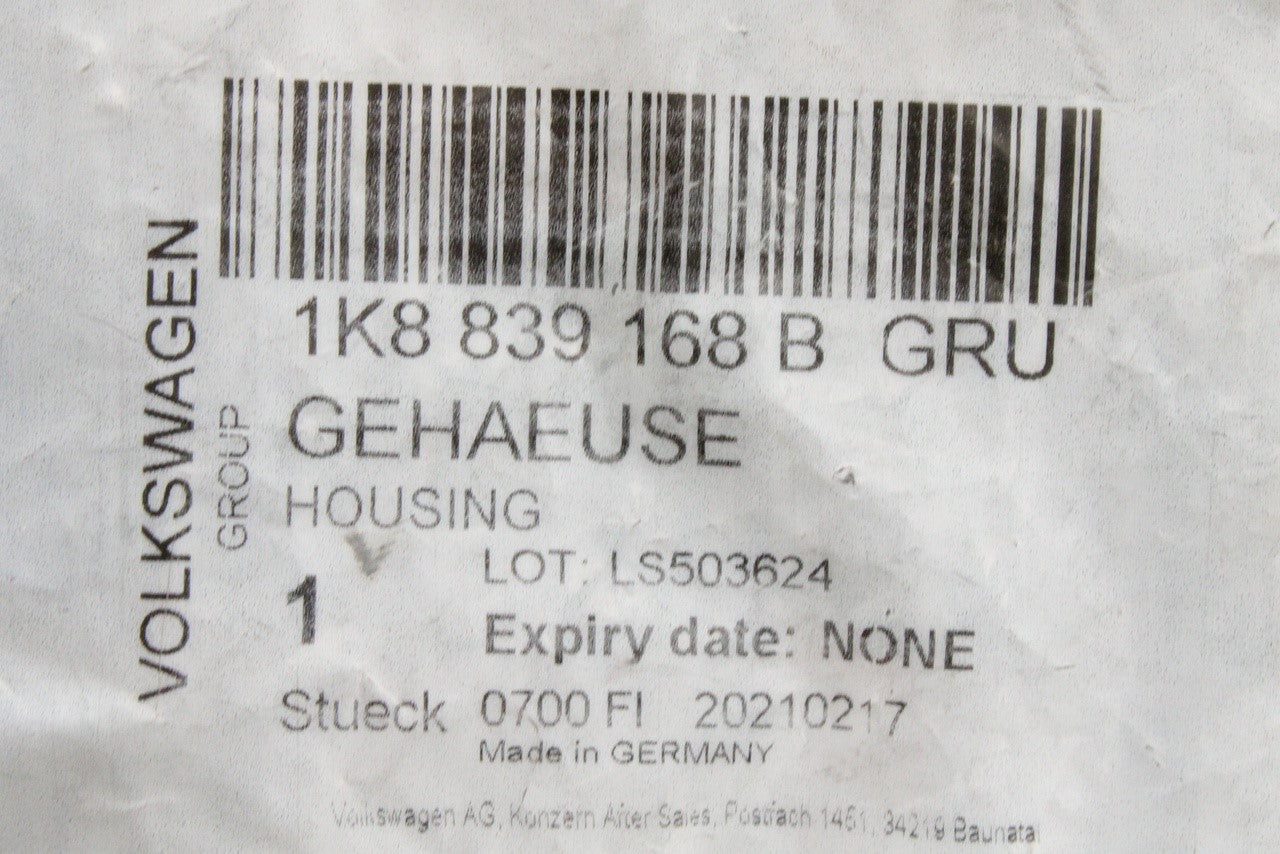 VOLKSWAGEN
GROUP
1K8 839 168 B GRU
GEHAEUSE
HOUSING
LOT: LS503624
1
Expiry date: NONE
Stueck 0700 FI 20210217
Made in GERMANY
Volkswagen AG, Konzern After Sales, Postfach 1461, 34219 Baunatal